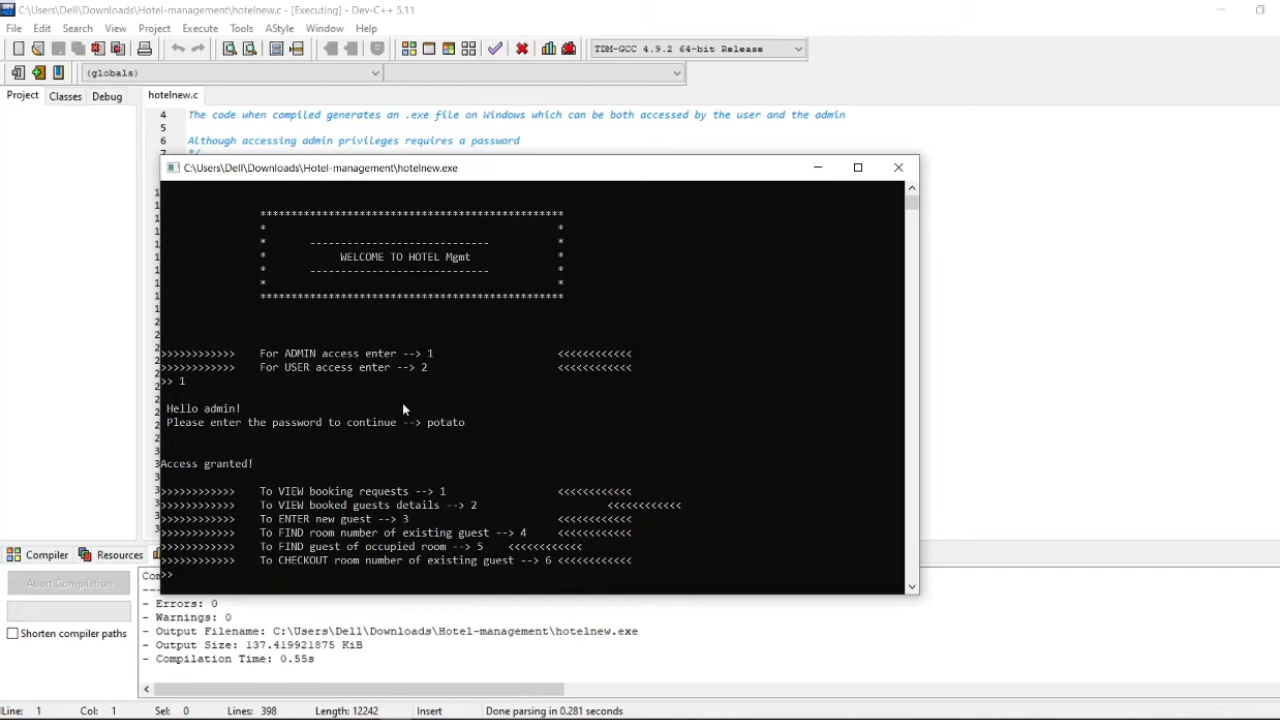 C:\Users\Dell\Downloads\Hotel-management\hotelnew.c - [Executing] - Dev-C++ 5.11
File Edit Search View Project Execute Tools AStyle Window Help
TDM-GCC 4.9.2 64-bit Release
(globals)
Project Classes Debug hotelnew.c
4 The code when compiled generates an .exe file on Windows which can be both accessed by the user and the admin
5
6 Although accessing admin privileges requires a password
*/
C:\Users\Dell\Downloads\Hotel-management\hotelnew.exe
*************************************************
* *
* ----------------------------- *
* WELCOME TO HOTEL Mgmt *
* ----------------------------- *
* *
*************************************************
>>>>>>>>>>>> For ADMIN access enter --> 1 <<<<<<<<<<<<
>>>>>>>>>>>> For USER access enter --> 2 <<<<<<<<<<<<
>> 1
Hello admin!
Please enter the password to continue --> potato
Access granted!
>>>>>>>>>>>> To VIEW booking requests --> 1 <<<<<<<<<<<<
>>>>>>>>>>>> To VIEW booked guests details --> 2 <<<<<<<<<<<<
>>>>>>>>>>>> To ENTER new guest --> 3 <<<<<<<<<<<<
>>>>>>>>>>>> To FIND room number of existing guest --> 4 <<<<<<<<<<<<
>>>>>>>>>>>> To FIND guest of occupied room --> 5 <<<<<<<<<<<<
>>>>>>>>>>>> To CHECKOUT room number of existing guest --> 6 <<<<<<<<<<<<
>>
Compiler Resources
Abort Compilation
Shorten compiler paths
- Errors: 0
- Warnings: 0
- Output Filename: C:\Users\Dell\Downloads\Hotel-management\hotelnew.exe
- Output Size: 137.419921875 KiB
- Compilation Time: 0.55s
Line: 1 Col: 1 Sel: 0 Lines: 398 Length: 12242 Insert Done parsing in 0.281 seconds